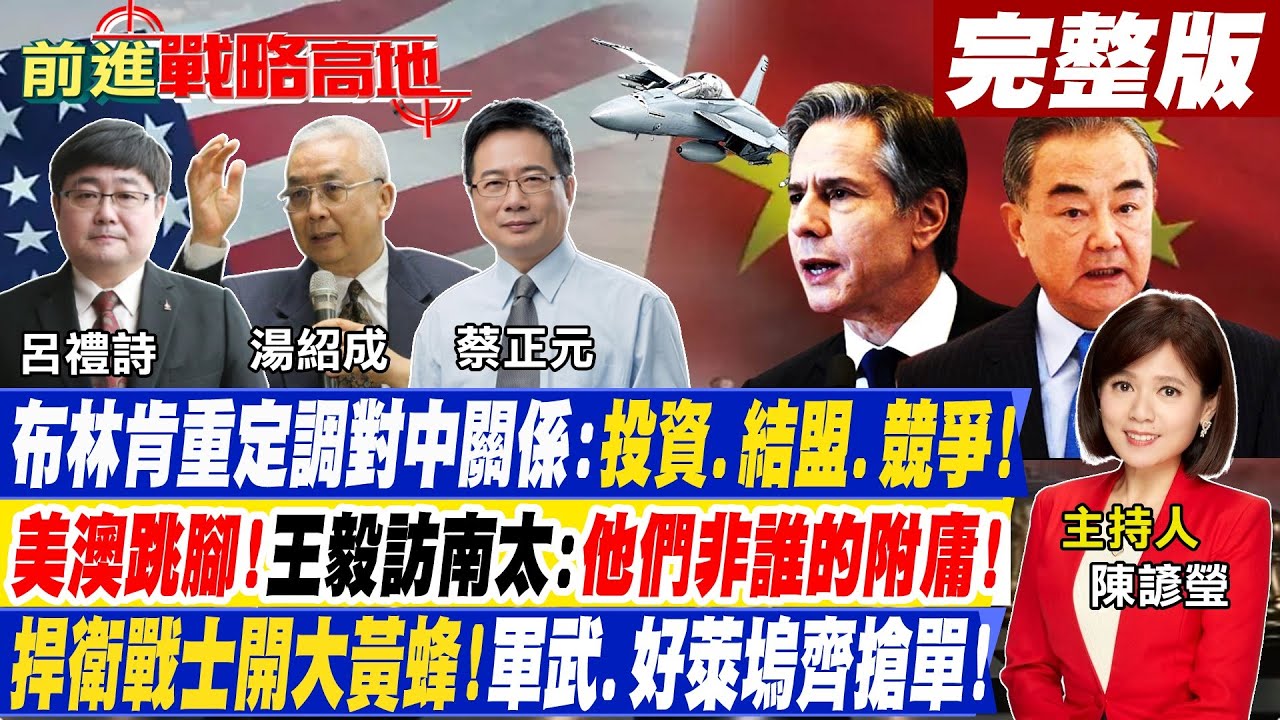 前進戰略高地
完整版
呂禮詩
湯紹成
蔡正元
布林肯重定調對中關係:投資.結盟.競爭!
美澳跳腳!王毅訪南太:他們非誰的附庸!
捍衛戰士開大黃蜂!軍武.好萊塢齊搶單!
主持人
陳諺瑩